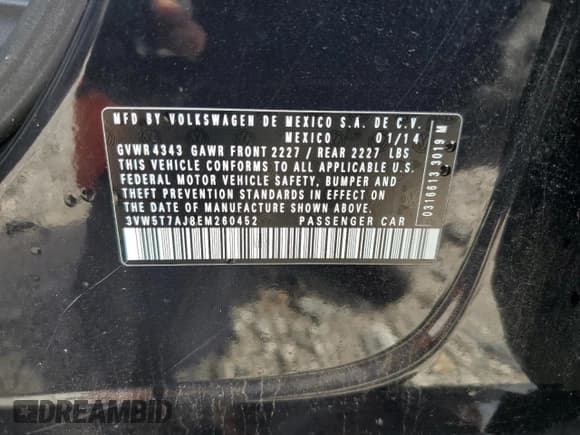 MFD BY VOLKSWAGEN DE MEXICO S.A. DE C.V.
MEXICO 01/14
GVWR 4343 GAWR FRONT 2227 / REAR 2227 LBS
THIS VEHICLE CONFORMS TO ALL APPLICABLE U.S.
FEDERAL MOTOR VEHICLE SAFETY, BUMPER AND
THEFT PREVENTION STANDARDS IN EFFECT ON
THE DATE OF MANUFACTURE SHOWN ABOVE.
3VW5T7AJ8EM260452 PASSENGER CAR
0316613 3019 M
DREAMBID